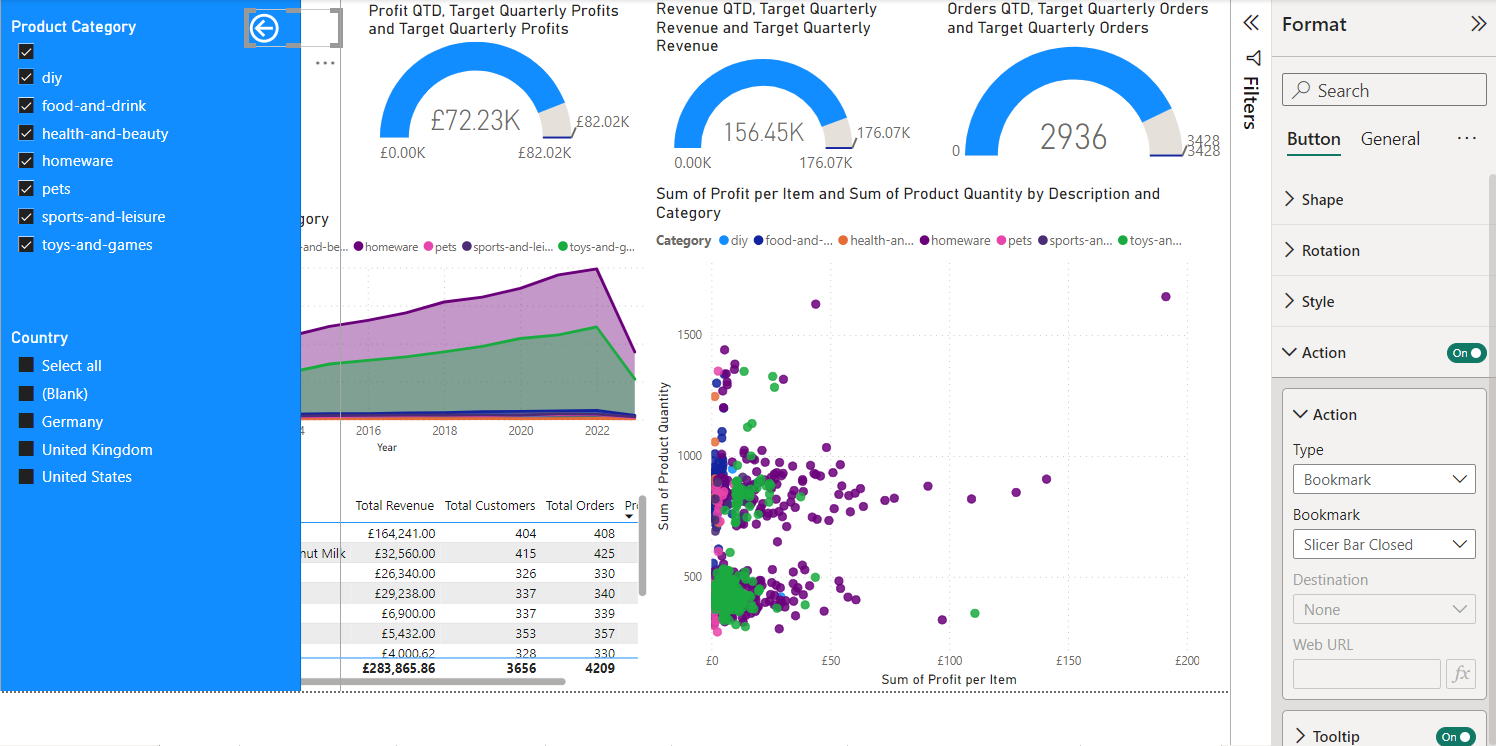 Product Category
diy
food-and-drink
health-and-beauty
homeware
pets
sports-and-leisure
toys-and-games
Country
Select all
(Blank)
Germany
United Kingdom
United States
Profit QTD, Target Quarterly Profits
and Target Quarterly Profits
£72.23K
£82.02K
£0.00K
£82.02K
Revenue QTD, Target Quarterly
Revenue and Target Quarterly
Revenue
156.45K
176.07K
0.00K
176.07K
Orders QTD, Target Quarterly Orders
and Target Quarterly Orders
2936
0
3428
3428
gory
-and-be... homeware pets sports-and-lei... toys-and-g...
4 2016 2018 2020 2022
Year
Total Revenue Total Customers Total Orders Pro
£164,241.00 404 408
nut Milk £32,560.00 415 425
£26,340.00 326 330
£29,238.00 337 340
£6,900.00 337 339
£5,432.00 353 357
£4,000.62 328 330
£283,865.86 3656 4209
Sum of Profit per Item and Sum of Product Quantity by Description and
Category
Category diy food-and-... health-an... homeware pets sports-an... toys-an...
Sum of Product Quantity
1500
1000
500
£0 £50 £100 £150 £200
Sum of Profit per Item
Filters
Format
Search
Button General
Shape
Rotation
Style
Action On
Action
Type
Bookmark
Bookmark
Slicer Bar Closed
Destination
None
Web URL
fx
Tooltip On